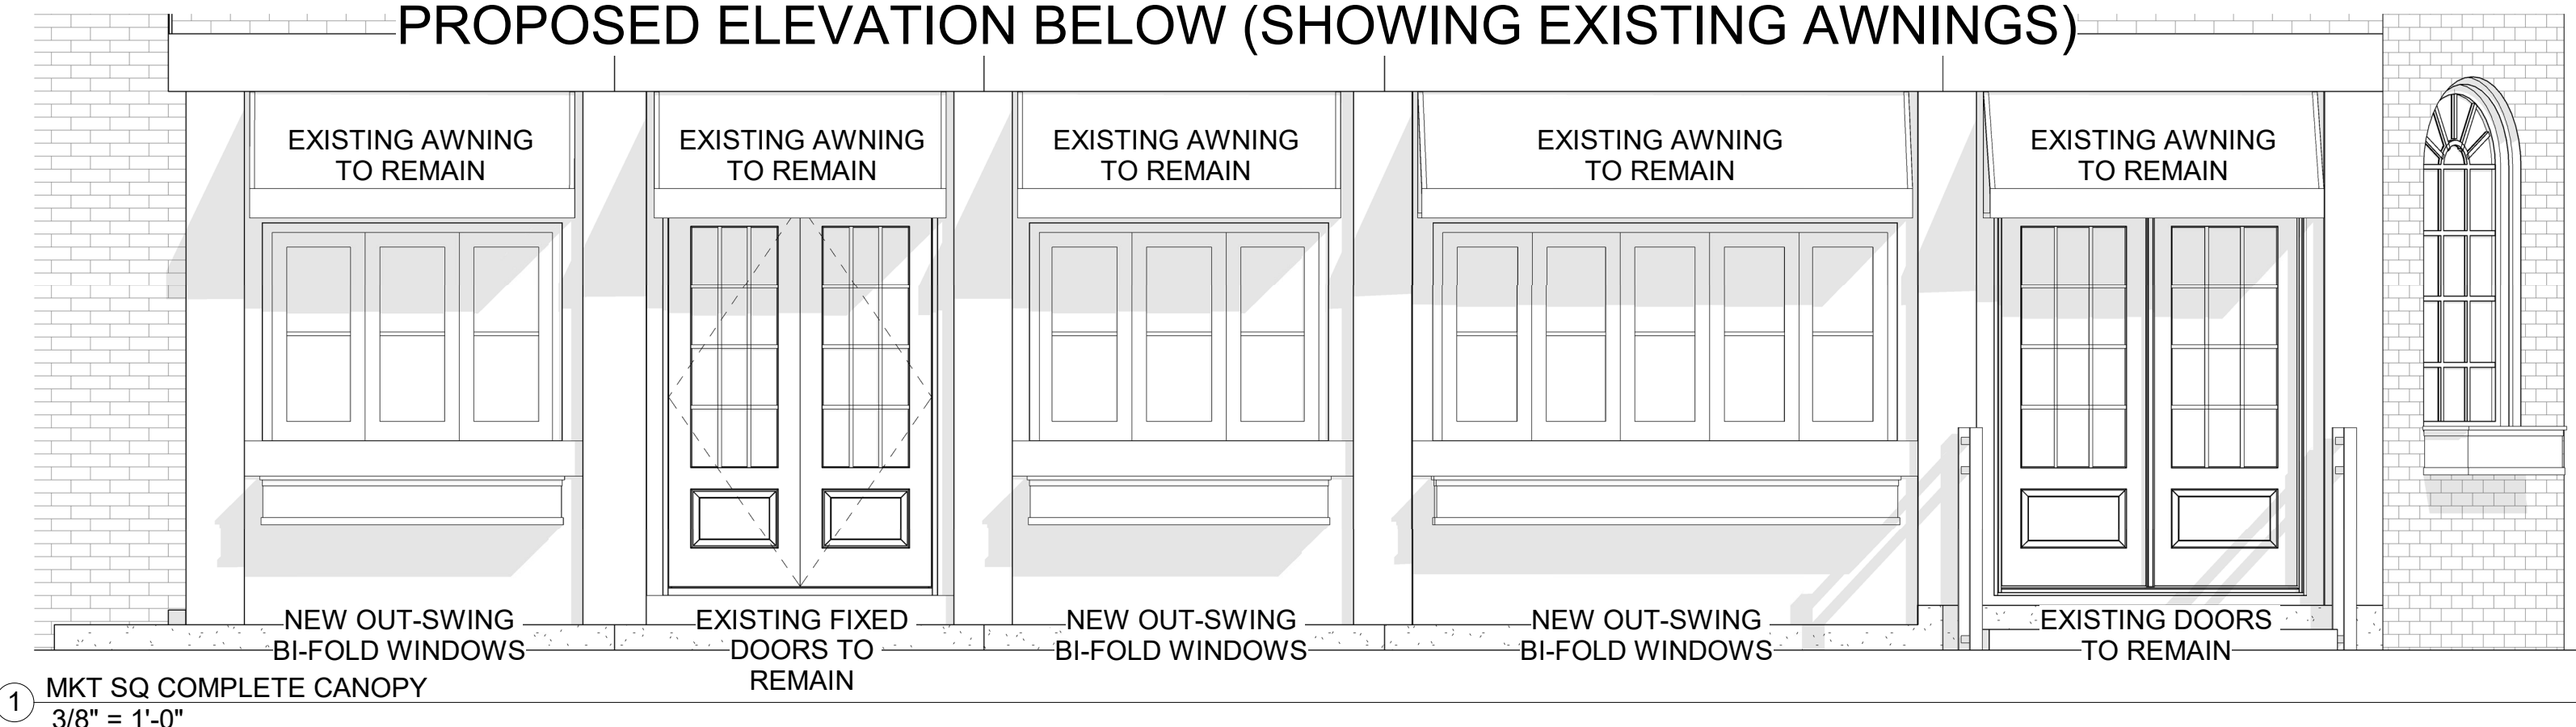 PROPOSED ELEVATION BELOW (SHOWING EXISTING AWNINGS)
EXISTING AWNING
TO REMAIN
EXISTING AWNING
TO REMAIN
EXISTING AWNING
TO REMAIN
EXISTING AWNING
TO REMAIN
EXISTING AWNING
TO REMAIN
NEW OUT-SWING
BI-FOLD WINDOWS
EXISTING FIXED
DOORS TO
REMAIN
NEW OUT-SWING
BI-FOLD WINDOWS
NEW OUT-SWING
BI-FOLD WINDOWS
EXISTING DOORS
TO REMAIN
1
MKT SQ COMPLETE CANOPY
3/8" = 1'-0"